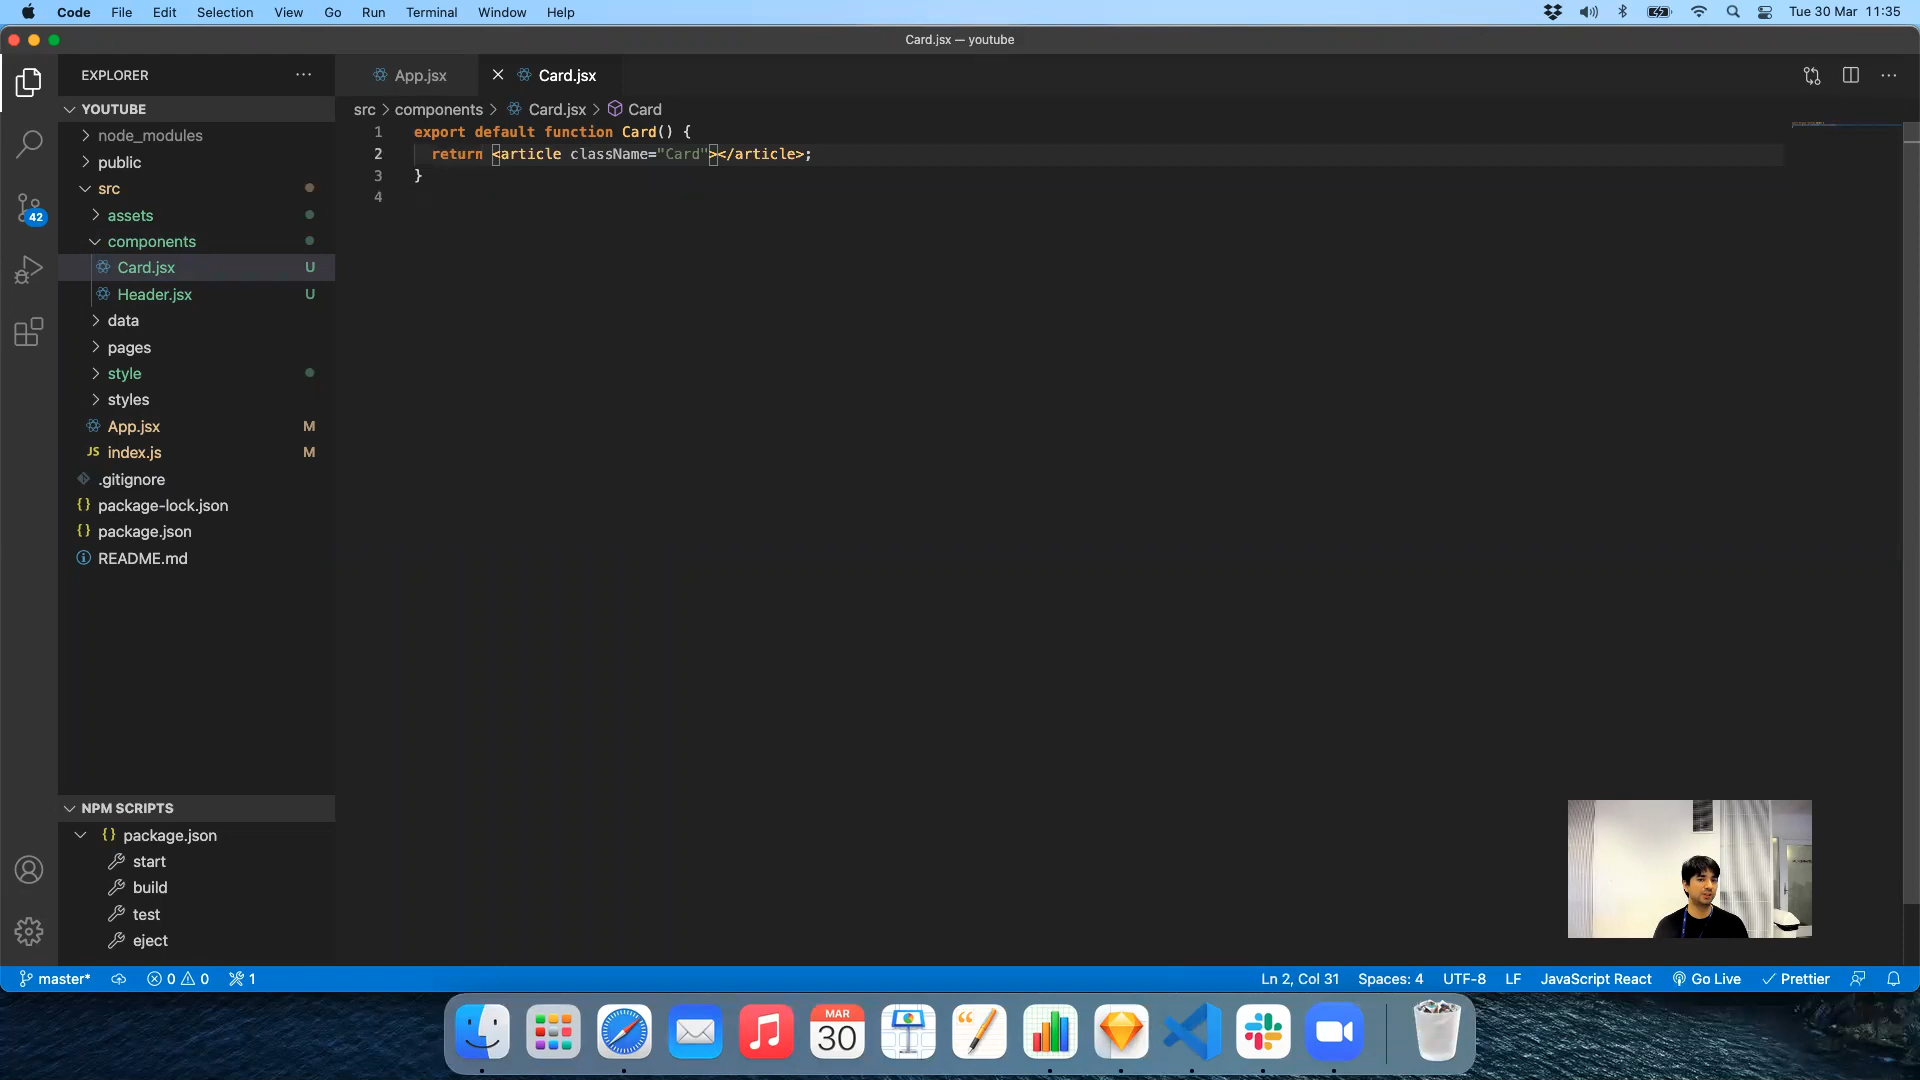 Code File Edit Selection View Go Run Terminal Window Help Tue 30 Mar 11:35
Card.jsx — youtube
EXPLORER
App.jsx Card.jsx
YOUTUBE
src components Card.jsx Card
node_modules
public
src
assets
components
Card.jsx U
Header.jsx U
data
pages
style
styles
App.jsx M
JS index.js M
.gitignore
{} package-lock.json
{} package.json
README.md
42
1 export default function Card() {
2 return <article className="Card"></article>;
3 }
4
NPM SCRIPTS
{} package.json
start
build
test
eject
master* 0 0 1 Ln 2, Col 31 Spaces: 4 UTF-8 LF JavaScript React Go Live Prettier
MAR
30